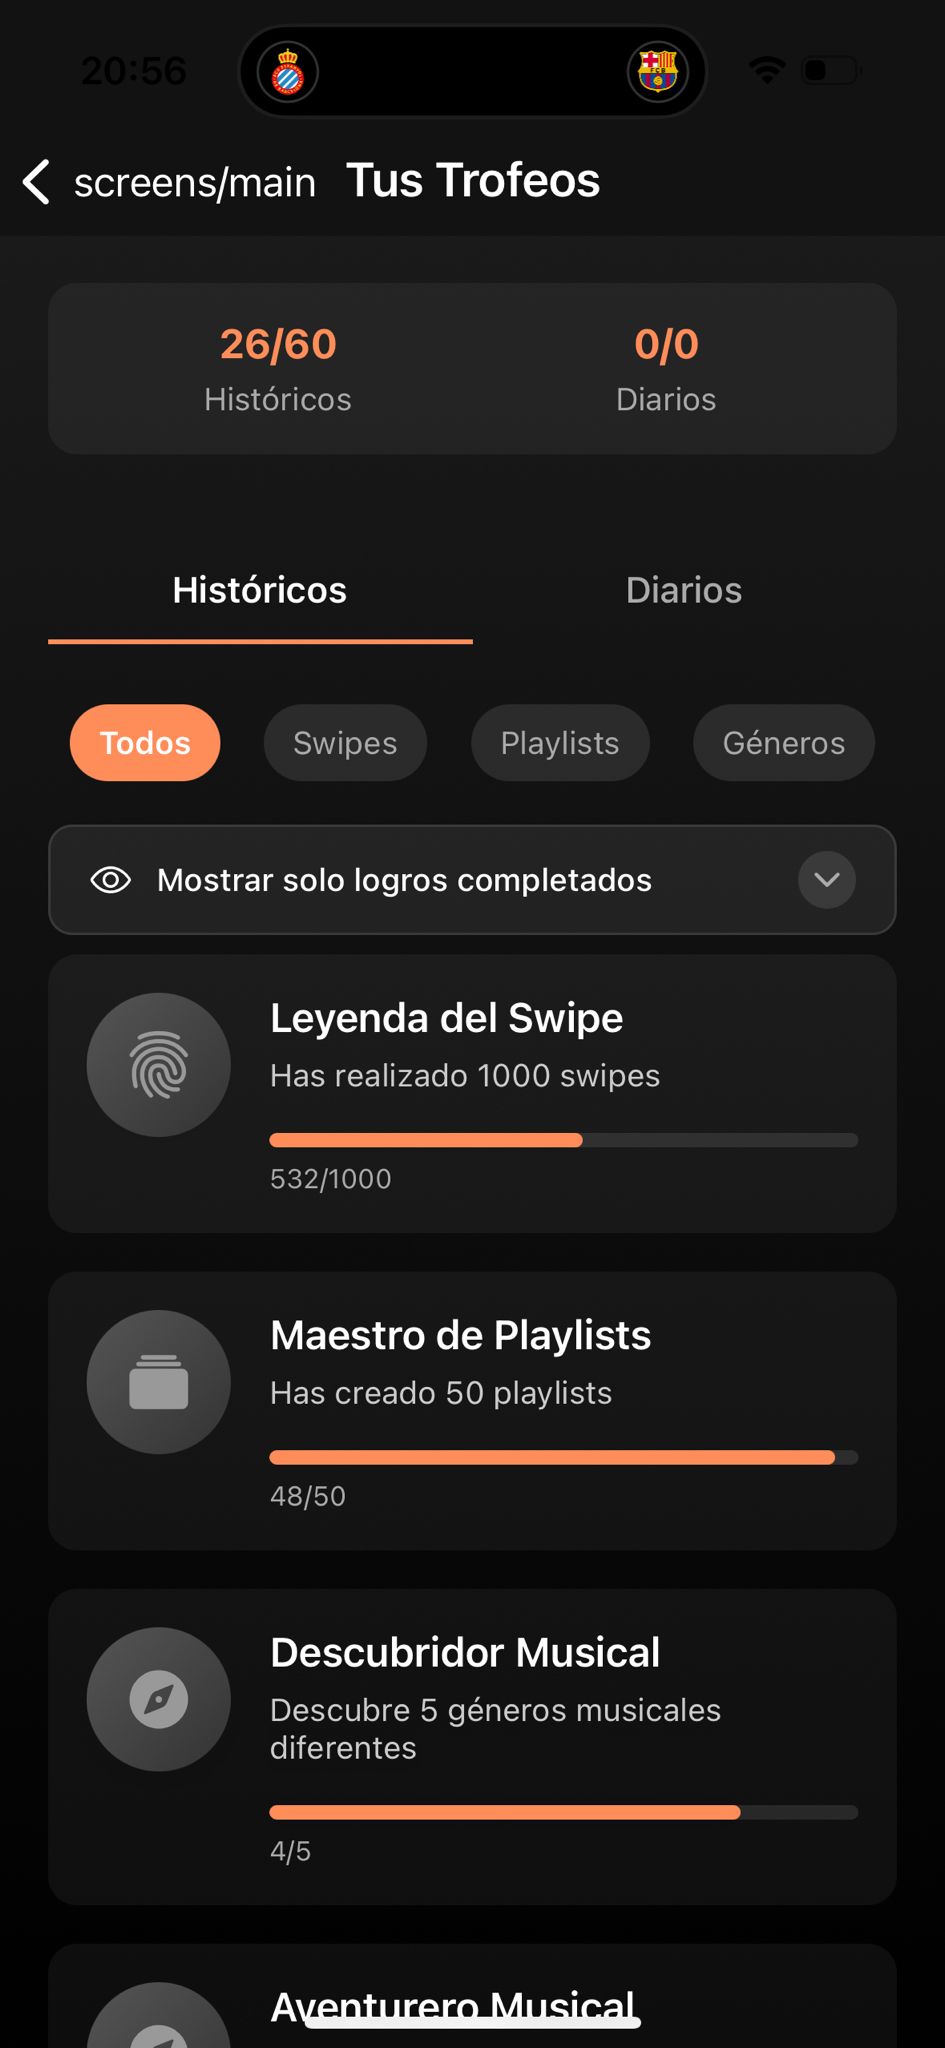 20:56
screens/main Tus Trofeos
26/60 0/0
Históricos Diarios
Históricos Diarios
Todos Swipes Playlists Géneros
Mostrar solo logros completados
Leyenda del Swipe
Has realizado 1000 swipes
532/1000
Maestro de Playlists
Has creado 50 playlists
48/50
Descubridor Musical
Descubre 5 géneros musicales
diferentes
4/5
Aventurero Musical